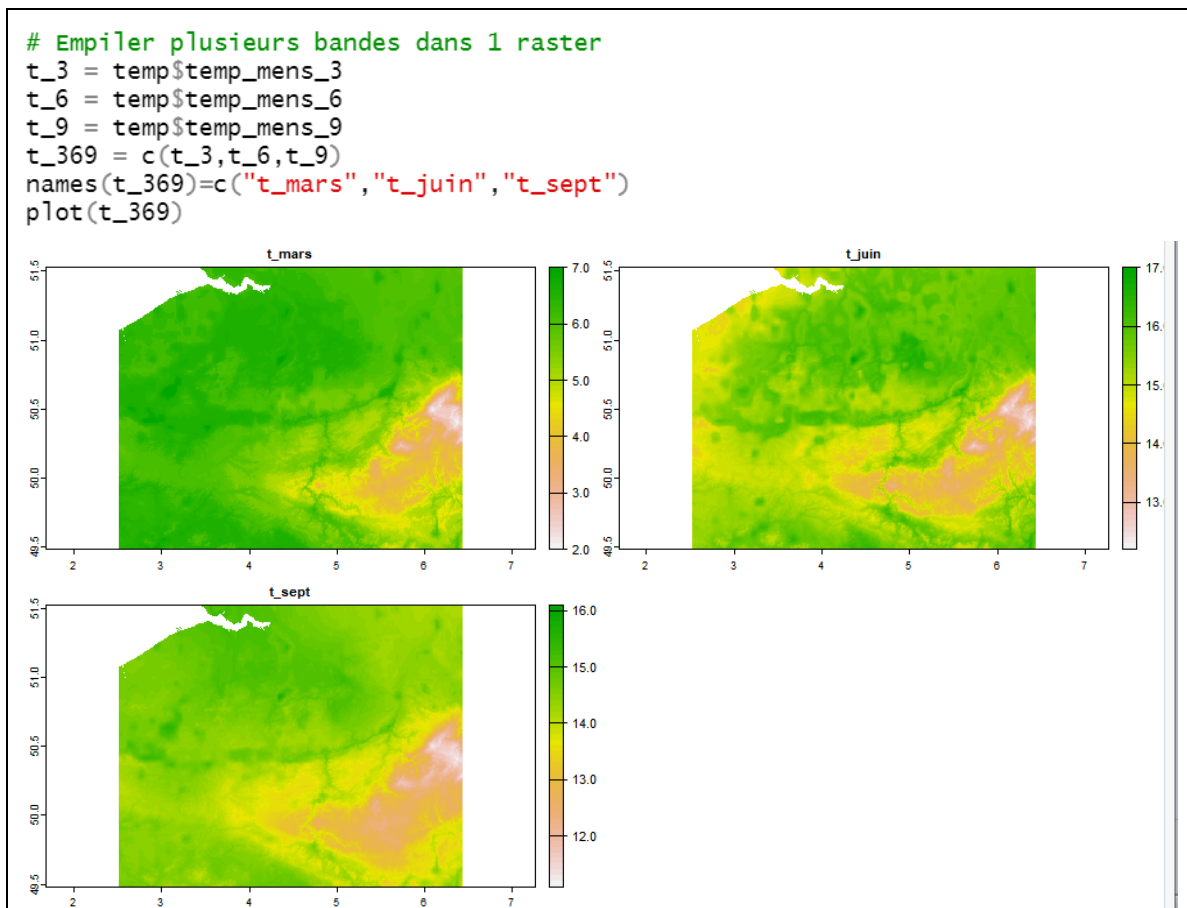 # Empiler plusieurs bandes dans 1 raster
t_3 = temp$temp_mens_3
t_6 = temp$temp_mens_6
t_9 = temp$temp_mens_9
t_369 = c(t_3,t_6,t_9)
names(t_369)=c("t_mars","t_juin","t_sept")
plot(t_369)
t_mars
51.5
51.0
50.5
50.0
49.5
2 3 4 5 6 7
7.0
6.0
5.0
4.0
3.0
2.0
t_juin
51.5
51.0
50.5
50.0
49.5
2 3 4 5 6 7
17.
16.
15.
14.
13.
t_sept
51.5
51.0
50.5
50.0
49.5
2 3 4 5 6 7
16.0
15.0
14.0
13.0
12.0